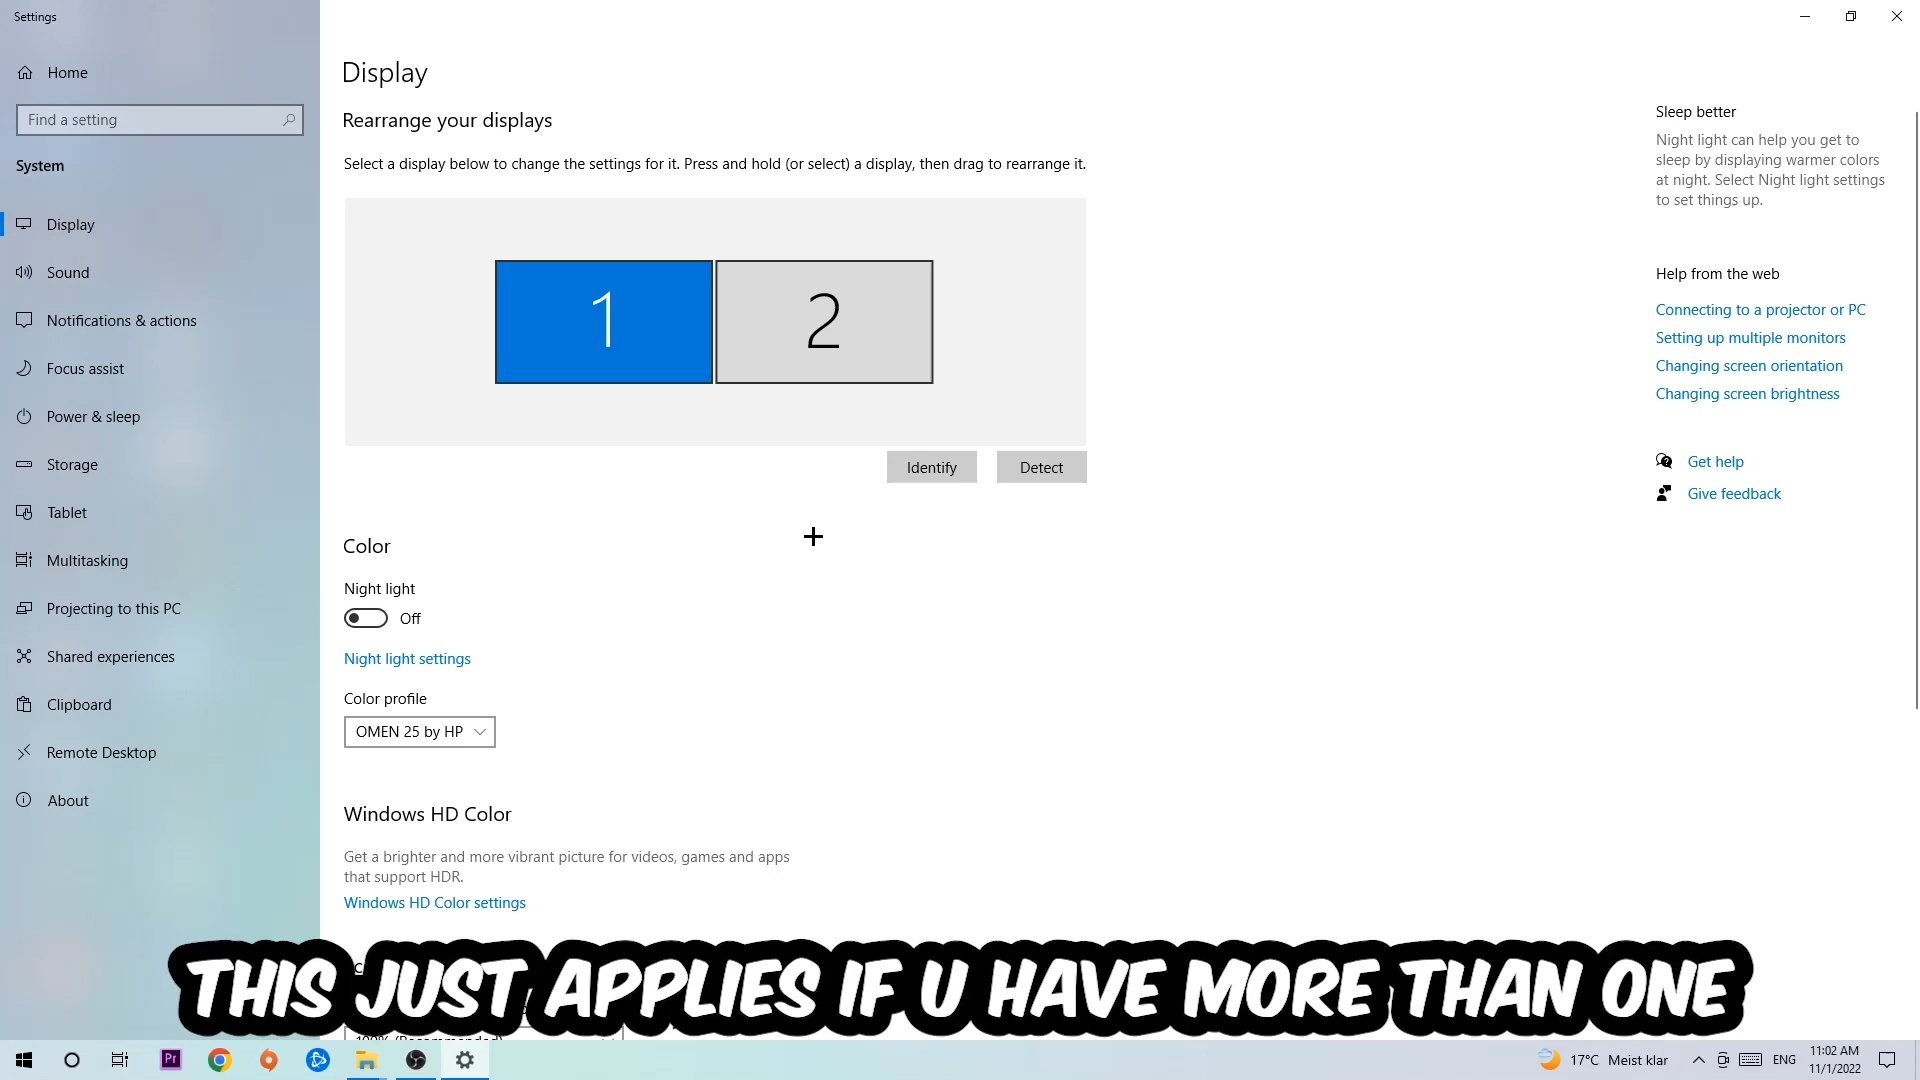 Settings
Home
Find a setting
System
Display
Sound
Notifications & actions
Focus assist
Power & sleep
Storage
Tablet
Multitasking
Projecting to this PC
Shared experiences
Clipboard
Remote Desktop
About
Display
Rearrange your displays
Select a display below to change the settings for it. Press and hold (or select) a display, then drag to rearrange it.
1
2
Identify
Detect
Color
Night light
Off
Night light settings
Color profile
OMEN 25 by HP
Windows HD Color
Get a brighter and more vibrant picture for videos, games and apps
that support HDR.
Windows HD Color settings
Sleep better
Night light can help you get to
sleep by displaying warmer colors
at night. Select Night light settings
to set things up.
Help from the web
Connecting to a projector or PC
Setting up multiple monitors
Changing screen orientation
Changing screen brightness
Get help
Give feedback
THIS JUST APPLIES IF U HAVE MORE THAN ONE
100% (Recommended)
Pr
17°C Meist klar
ENG
11:02 AM
11/1/2022